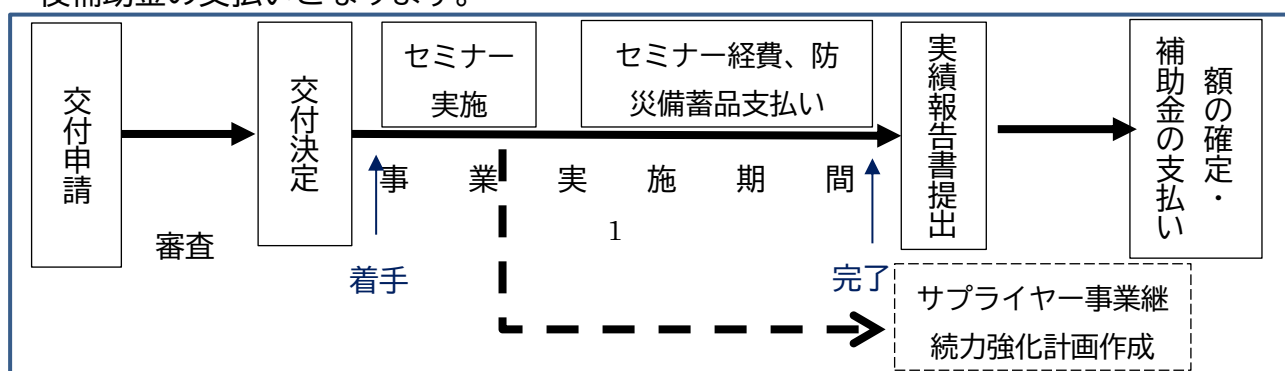 後補助金の支払いとなります。
交付申請
審査
交付決定
セミナー
実施
セミナー経費、防
災備蓄品支払い
事業実施期間
1
着手
完了
実績報告書提出
額の確定・
補助金の支払い
サプライヤー事業継
続力強化計画作成